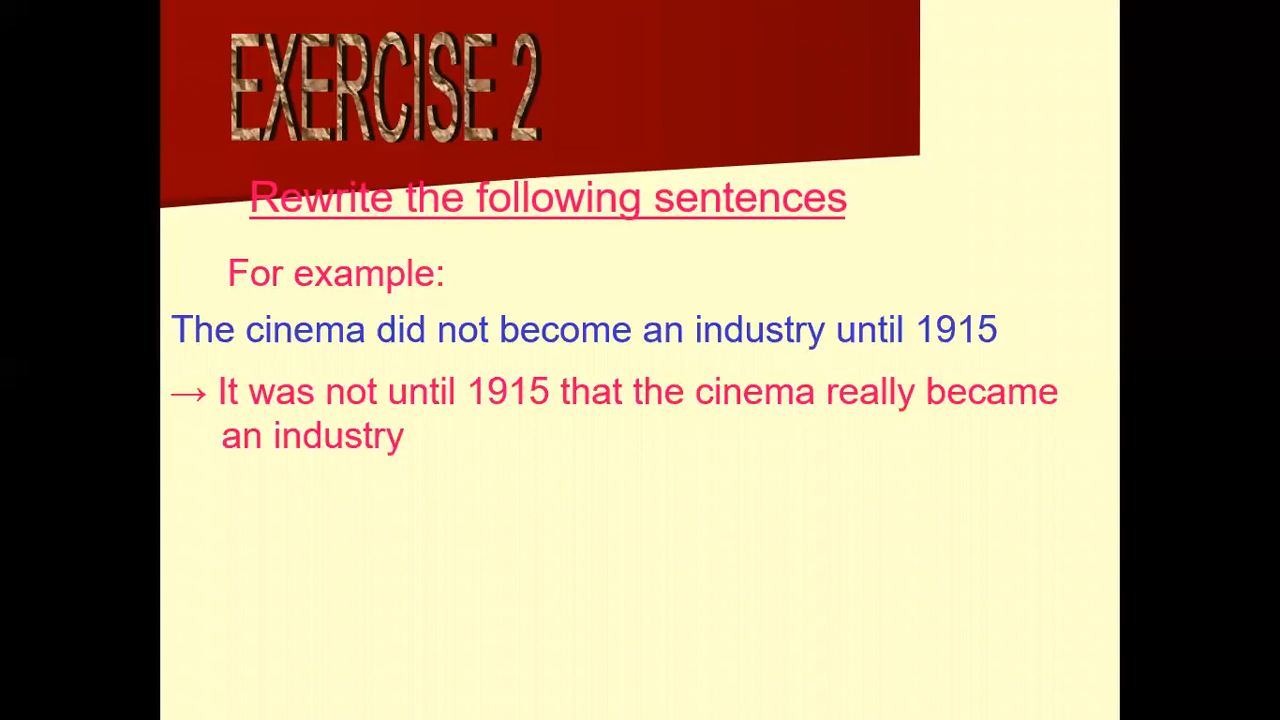 EXERCISE 2
Rewrite the following sentences
For example:
The cinema did not become an industry until 1915
→ It was not until 1915 that the cinema really became
an industry